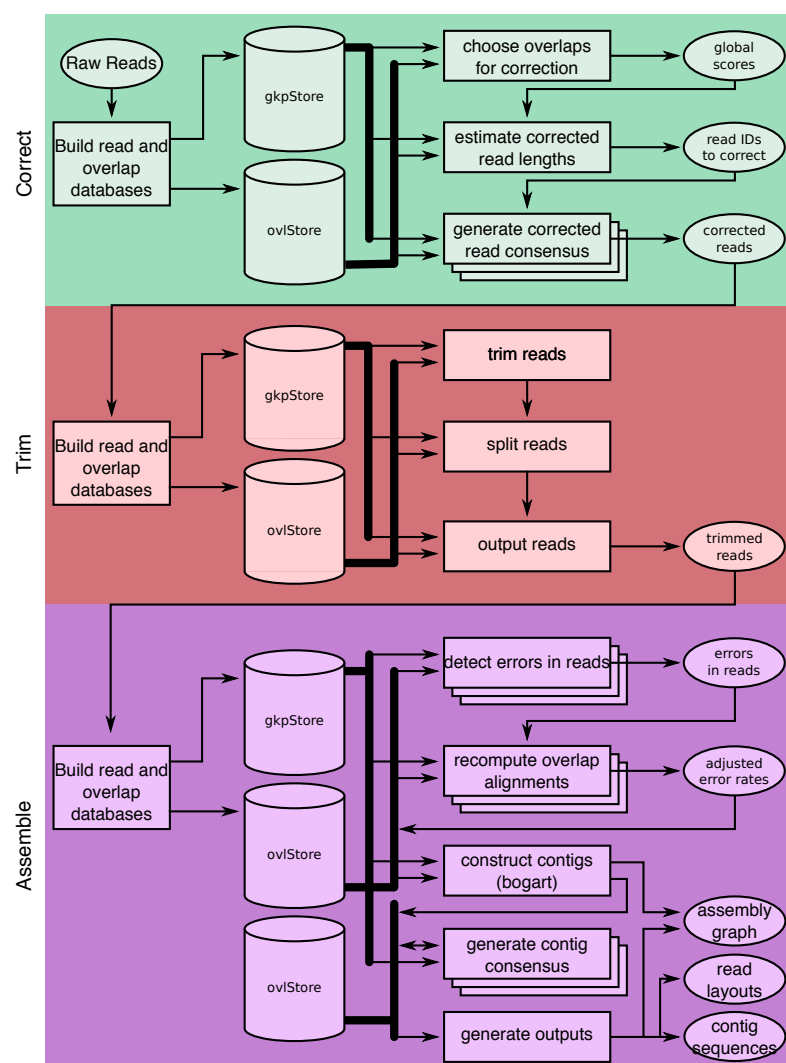 Correct
Raw Reads
Build read and
overlap
databases
gkpStore
ovlStore
choose overlaps
for correction
global
scores
estimate corrected
read lengths
read IDs
to correct
generate corrected
read consensus
corrected
reads
Trim
Build read and
overlap
databases
gkpStore
ovlStore
trim reads
split reads
output reads
trimmed
reads
Assemble
Build read and
overlap
databases
gkpStore
ovlStore
ovlStore
detect errors in reads
errors
in reads
recompute overlap
alignments
adjusted
error rates
construct contigs
(bogart)
assembly
graph
generate contig
consensus
read
layouts
generate outputs
contig
sequences